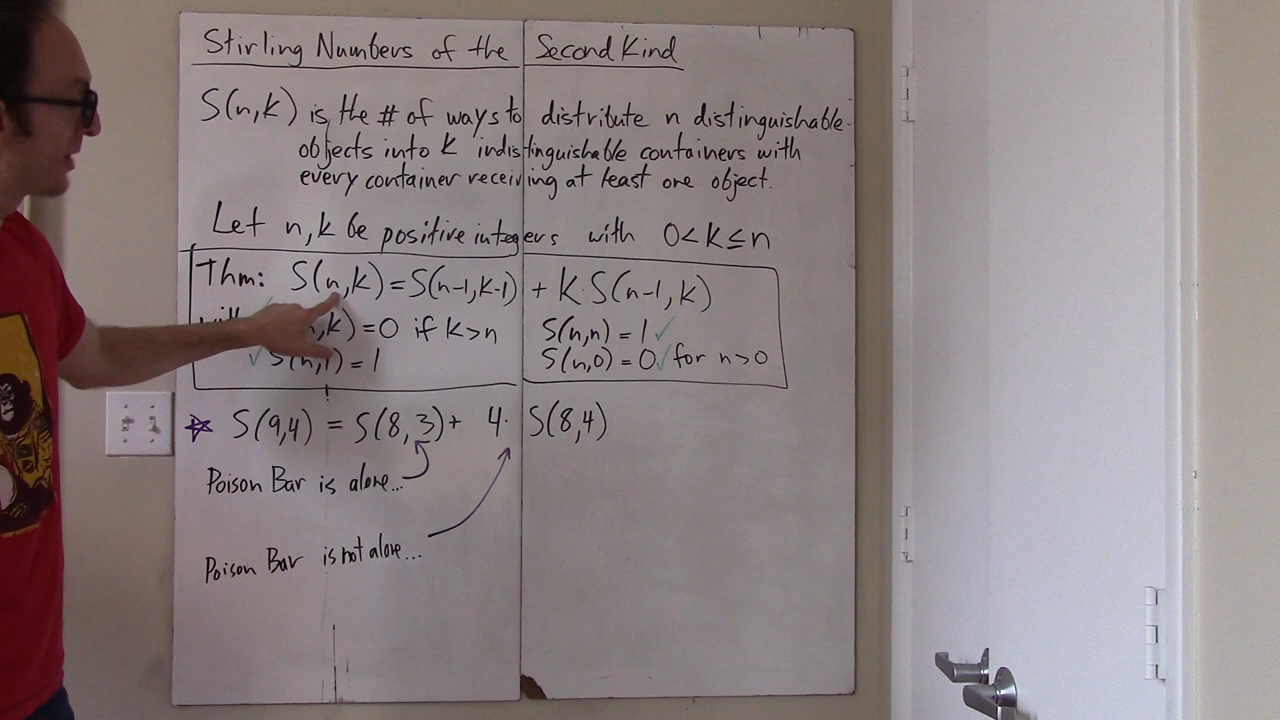 Stirling Numbers of the Second Kind
S(n,k) is the # of ways to distribute n distinguishable
objects into k indistinguishable containers with
every container receiving at least one object.
Let n,k be positive integers with 0<k≤n
Thm: S(n,k)=S(n-1,k-1) + k·S(n-1,k)
,k)=0 if k>n S(n,n)=1 ✓
✓ S(n,1)=1 S(n,0)=0 ✓ for n>0
☆ S(9,4) = S(8,3)+ 4· S(8,4)
Poison Bar is alone...
Poison Bar is not alone...